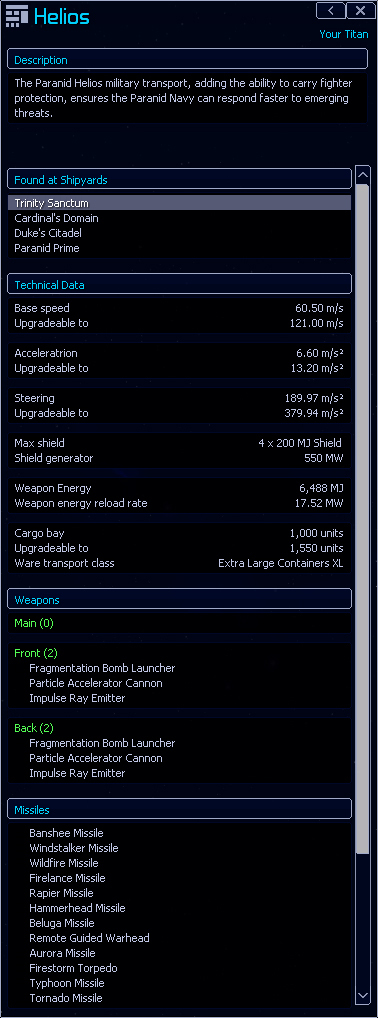 Helios
Your Titan
Description
The Paranid Helios military transport, adding the ability to carry fighter
protection, ensures the Paranid Navy can respond faster to emerging
threats.
Found at Shipyards
Trinity Sanctum
Cardinal's Domain
Duke's Citadel
Paranid Prime
Technical Data
Base speed 60.50 m/s
Upgradeable to 121.00 m/s
Acceleratrion 6.60 m/s²
Upgradeable to 13.20 m/s²
Steering 189.97 m/s²
Upgradeable to 379.94 m/s²
Max shield 4 x 200 MJ Shield
Shield generator 550 MW
Weapon Energy 6,488 MJ
Weapon energy reload rate 17.52 MW
Cargo bay 1,000 units
Upgradeable to 1,550 units
Ware transport class Extra Large Containers XL
Weapons
Main (0)
Front (2)
Fragmentation Bomb Launcher
Particle Accelerator Cannon
Impulse Ray Emitter
Back (2)
Fragmentation Bomb Launcher
Particle Accelerator Cannon
Impulse Ray Emitter
Missiles
Banshee Missile
Windstalker Missile
Wildfire Missile
Firelance Missile
Rapier Missile
Hammerhead Missile
Beluga Missile
Remote Guided Warhead
Aurora Missile
Firestorm Torpedo
Typhoon Missile
Tornado Missile